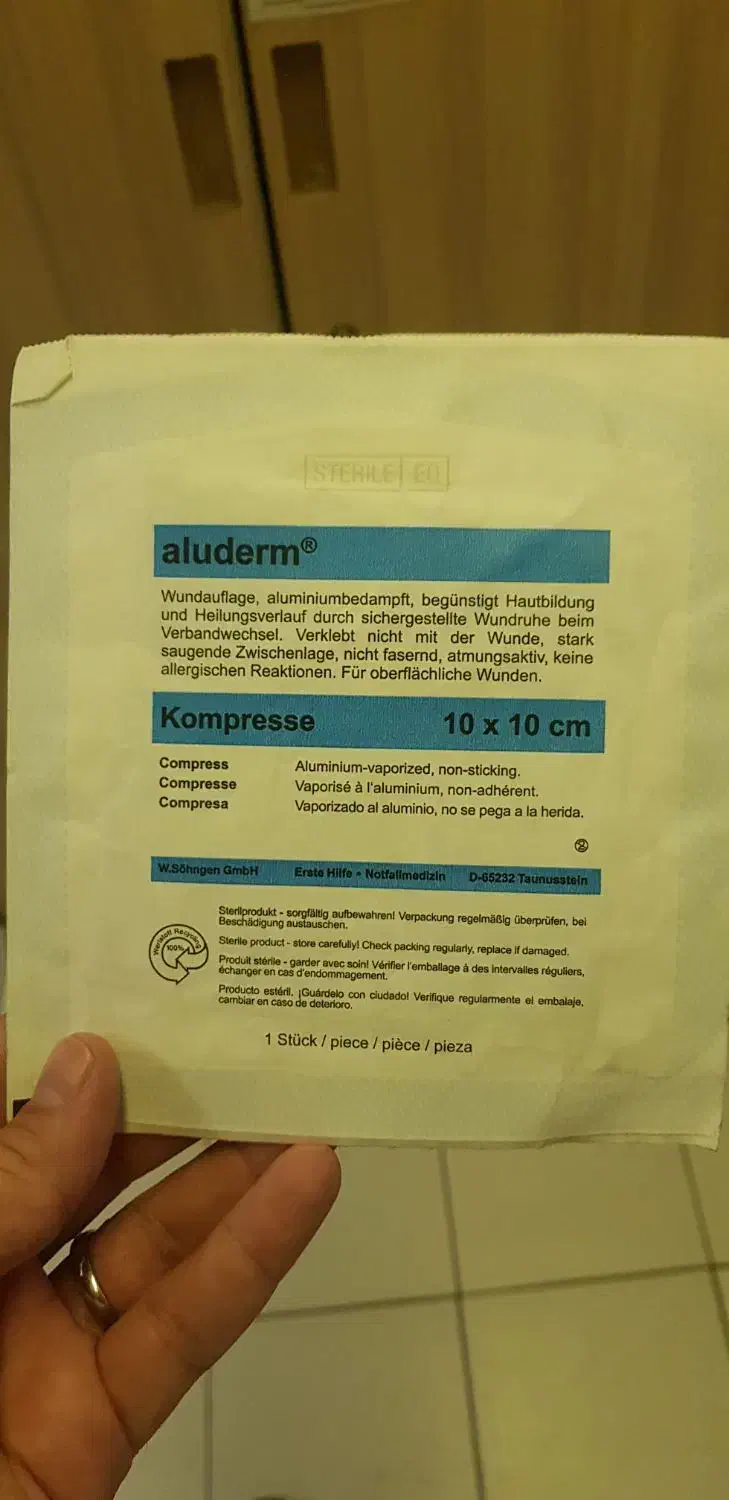 STERILE EO
aluderm®
Wundauflage, aluminiumbedampft, begünstigt Hautbildung
und Heilungsverlauf durch sichergestellte Wundruhe beim
Verbandwechsel. Verklebt nicht mit der Wunde, stark
saugende Zwischenlage, nicht fasernd, atmungsaktiv, keine
allergischen Reaktionen. Für oberflächliche Wunden.
Kompresse 10 x 10 cm
Compress Aluminium-vaporized, non-sticking.
Compresse Vaporisé à l'aluminium, non-adhérent.
Compresa Vaporizado al aluminio, no se pega a la herida.
2
W.Söhngen GmbH Erste Hilfe • Notfallmedizin D-65232 Taunusstein
Sterilprodukt - sorgfältig aufbewahren! Verpackung regelmäßig überprüfen, bei
Beschädigung austauschen.
Wertstoff Recycling
100%
Sterile product - store carefully! Check packing regularly, replace if damaged.
Produit stérile - garder avec soin! Vérifier l'emballage à des intervalles réguliers,
échanger en cas d'endommagement.
Producto estéril. ¡Guárdelo con ciudado! Verifique regularmente el embalaje,
cambiar en caso de deterioro.
1 Stück / piece / pièce / pieza